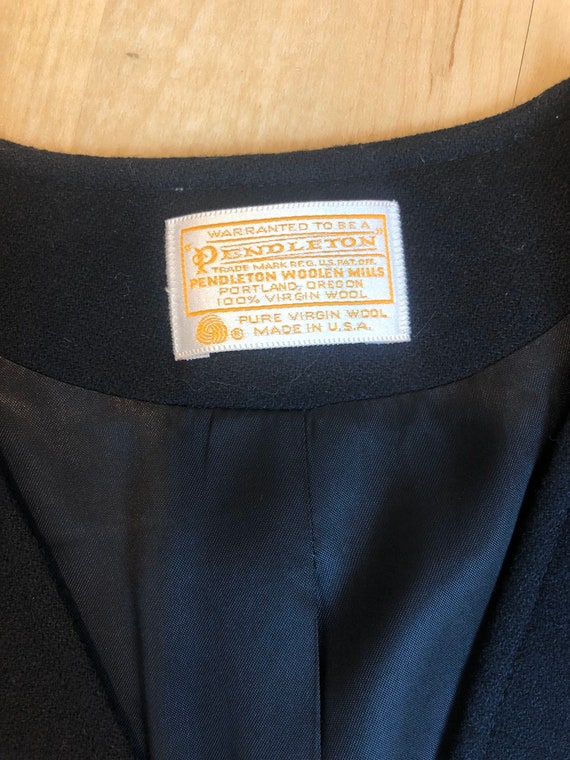 WARRANTED TO BE A
"PENDLETON"
TRADE MARK REG. U.S. PAT. OFF.
PENDLETON WOOLEN MILLS
PORTLAND, OREGON
100% VIRGIN WOOL
® PURE VIRGIN WOOL
MADE IN U.S.A.